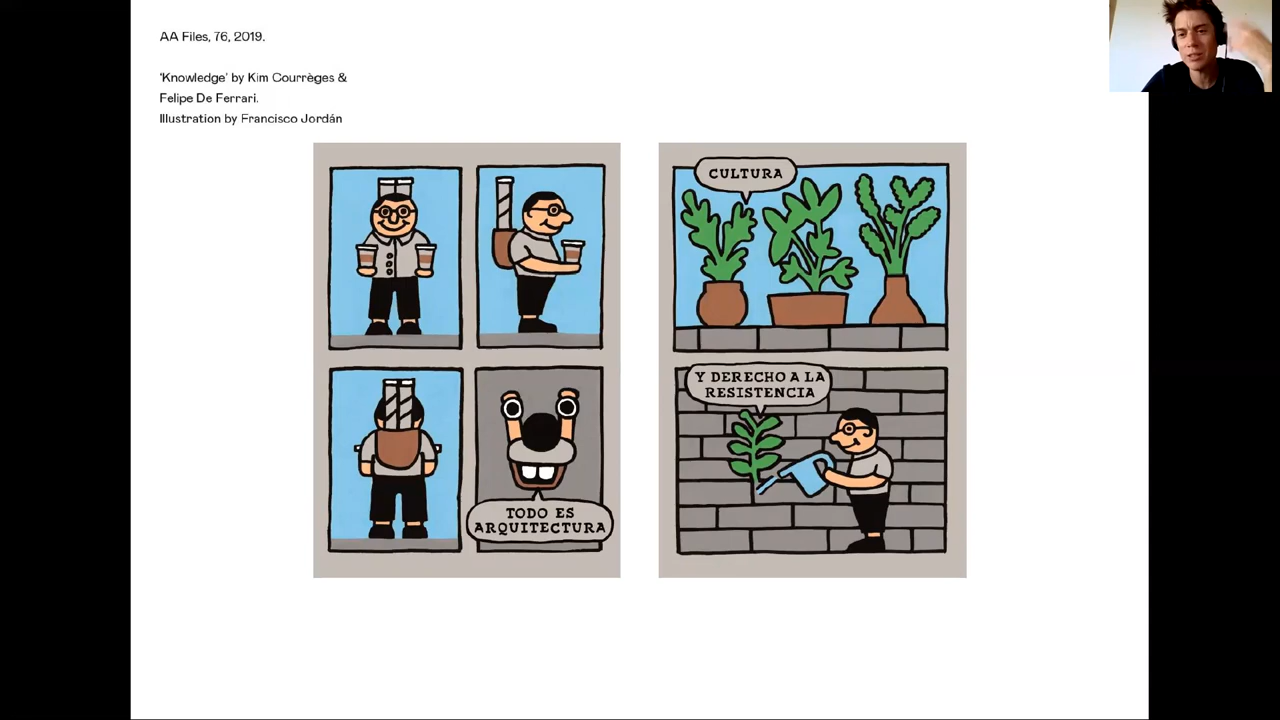 AA Files, 76, 2019.
‘Knowledge’ by Kim Courrèges &
Felipe De Ferrari.
Illustration by Francisco Jordán
TODO ES
ARQUITECTURA
CULTURA
Y DERECHO A LA
RESISTENCIA